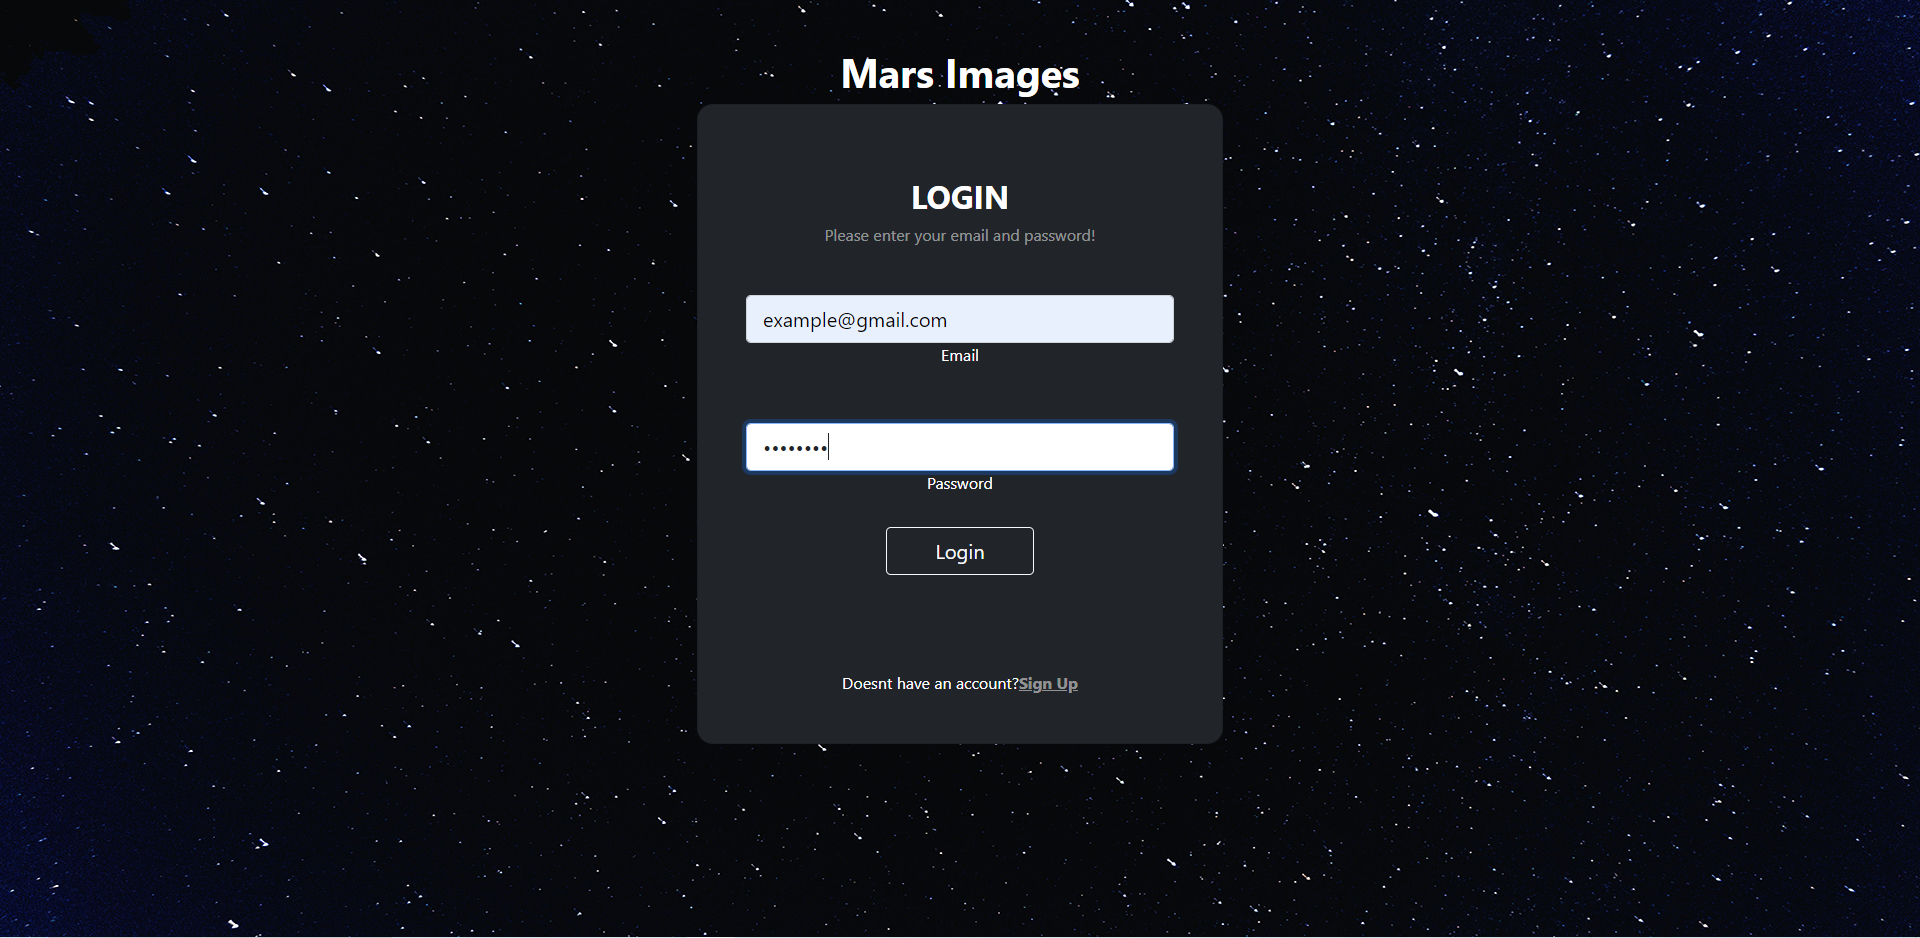 Mars Images
LOGIN
Please enter your email and password!
example@gmail.com
Email
••••••••
Password
Login
Doesnt have an account?Sign Up